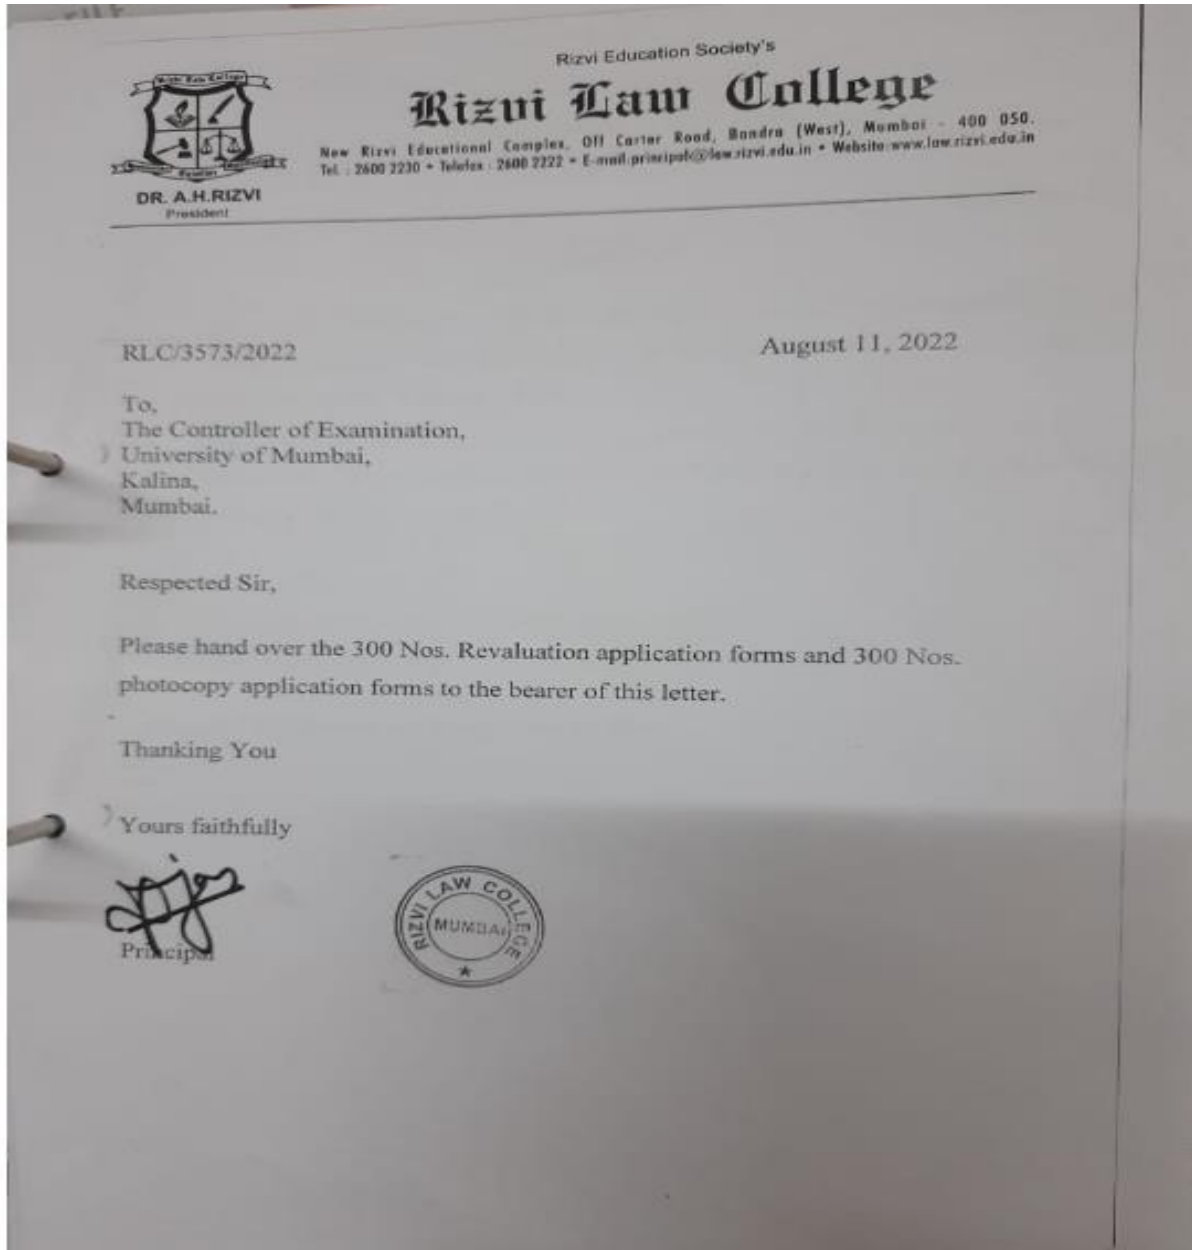 Rizvi Education Society's
Rizvi Law College
New Rizvi Educational Complex, Off Carter Road, Bandra (West), Mumbai - 400 050.
Tel. : 2600 2230 • Telefax : 2600 2222 • E-mail:principal@law.rizvi.edu.in • Website:www.law.rizvi.edu.in
Rizvi Law College
DR. A.H.RIZVI
President
RLC/3573/2022
August 11, 2022
To,
The Controller of Examination,
University of Mumbai,
Kalina,
Mumbai.
Respected Sir,
Please hand over the 300 Nos. Revaluation application forms and 300 Nos.
photocopy application forms to the bearer of this letter.
Thanking You
Yours faithfully
Principal
RIZVI LAW COLLEGE
MUMBAI